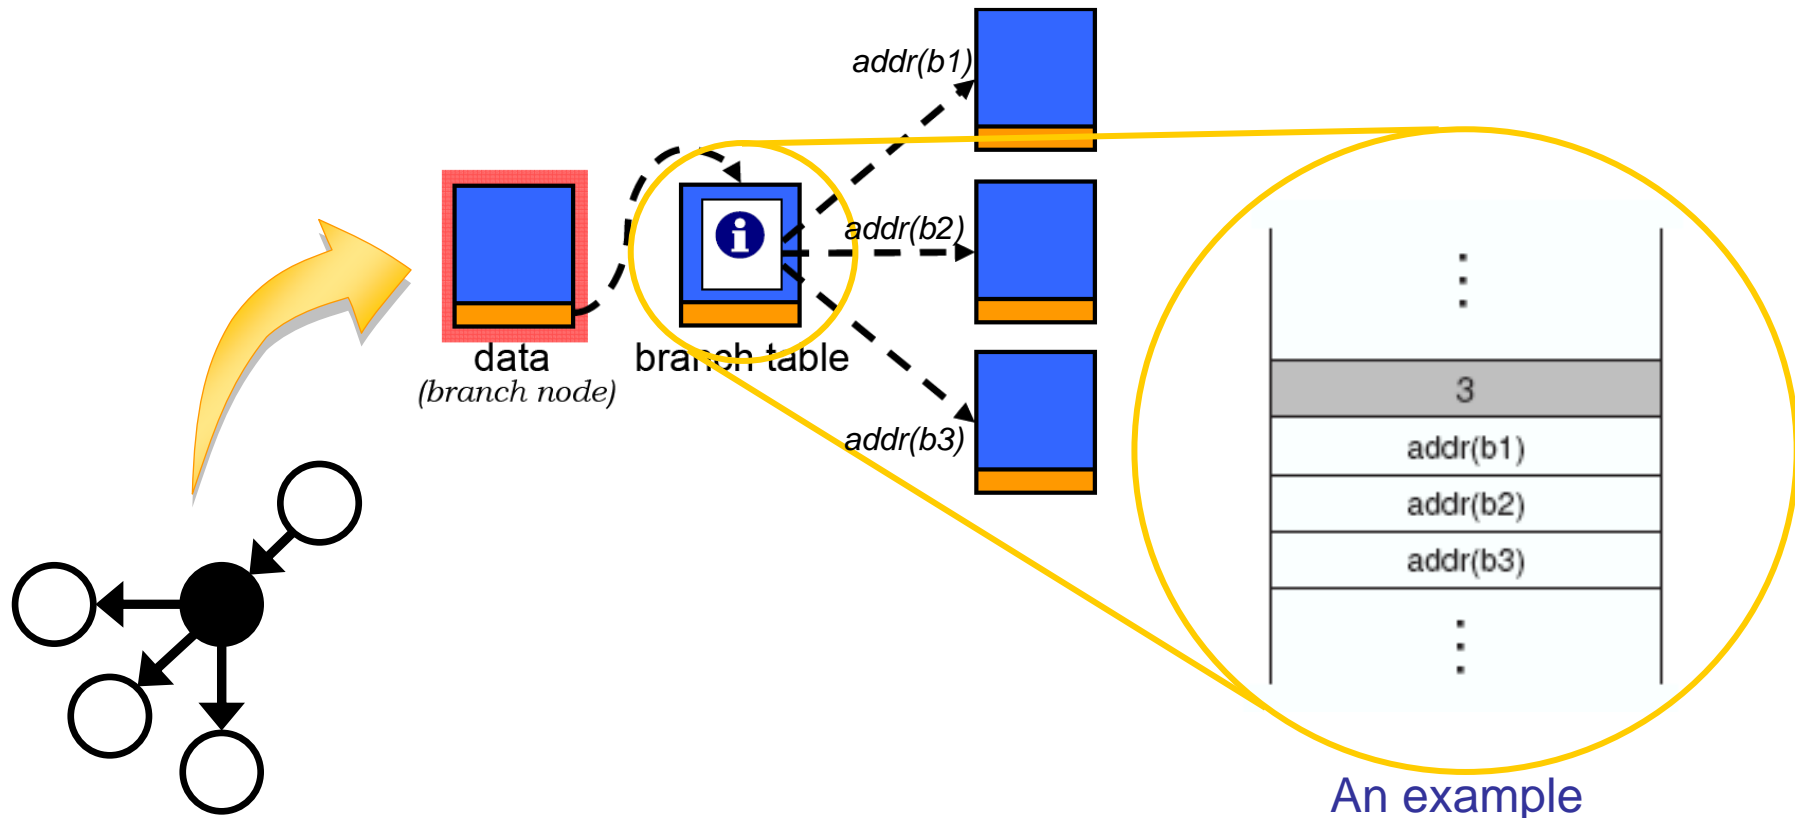 addr(b1)
addr(b2)
addr(b3)
i
data
(branch node)
branch table
3
addr(b1)
addr(b2)
addr(b3)
An example